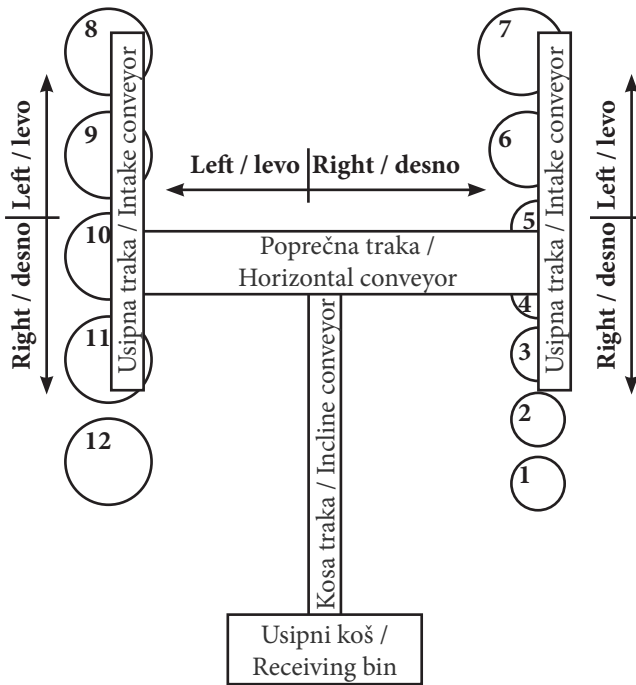 8
7
9
6
Left / levo
Right / desno
10
5
11
4
3
12
2
1
Left / levo
Right / desno
Usipna traka / Intake conveyor
Poprečna traka /
Horizontal conveyor
Usipna traka / Intake conveyor
Left / levo
Right / desno
Kosa traka / Incline conveyor
Usipni koš /
Receiving bin